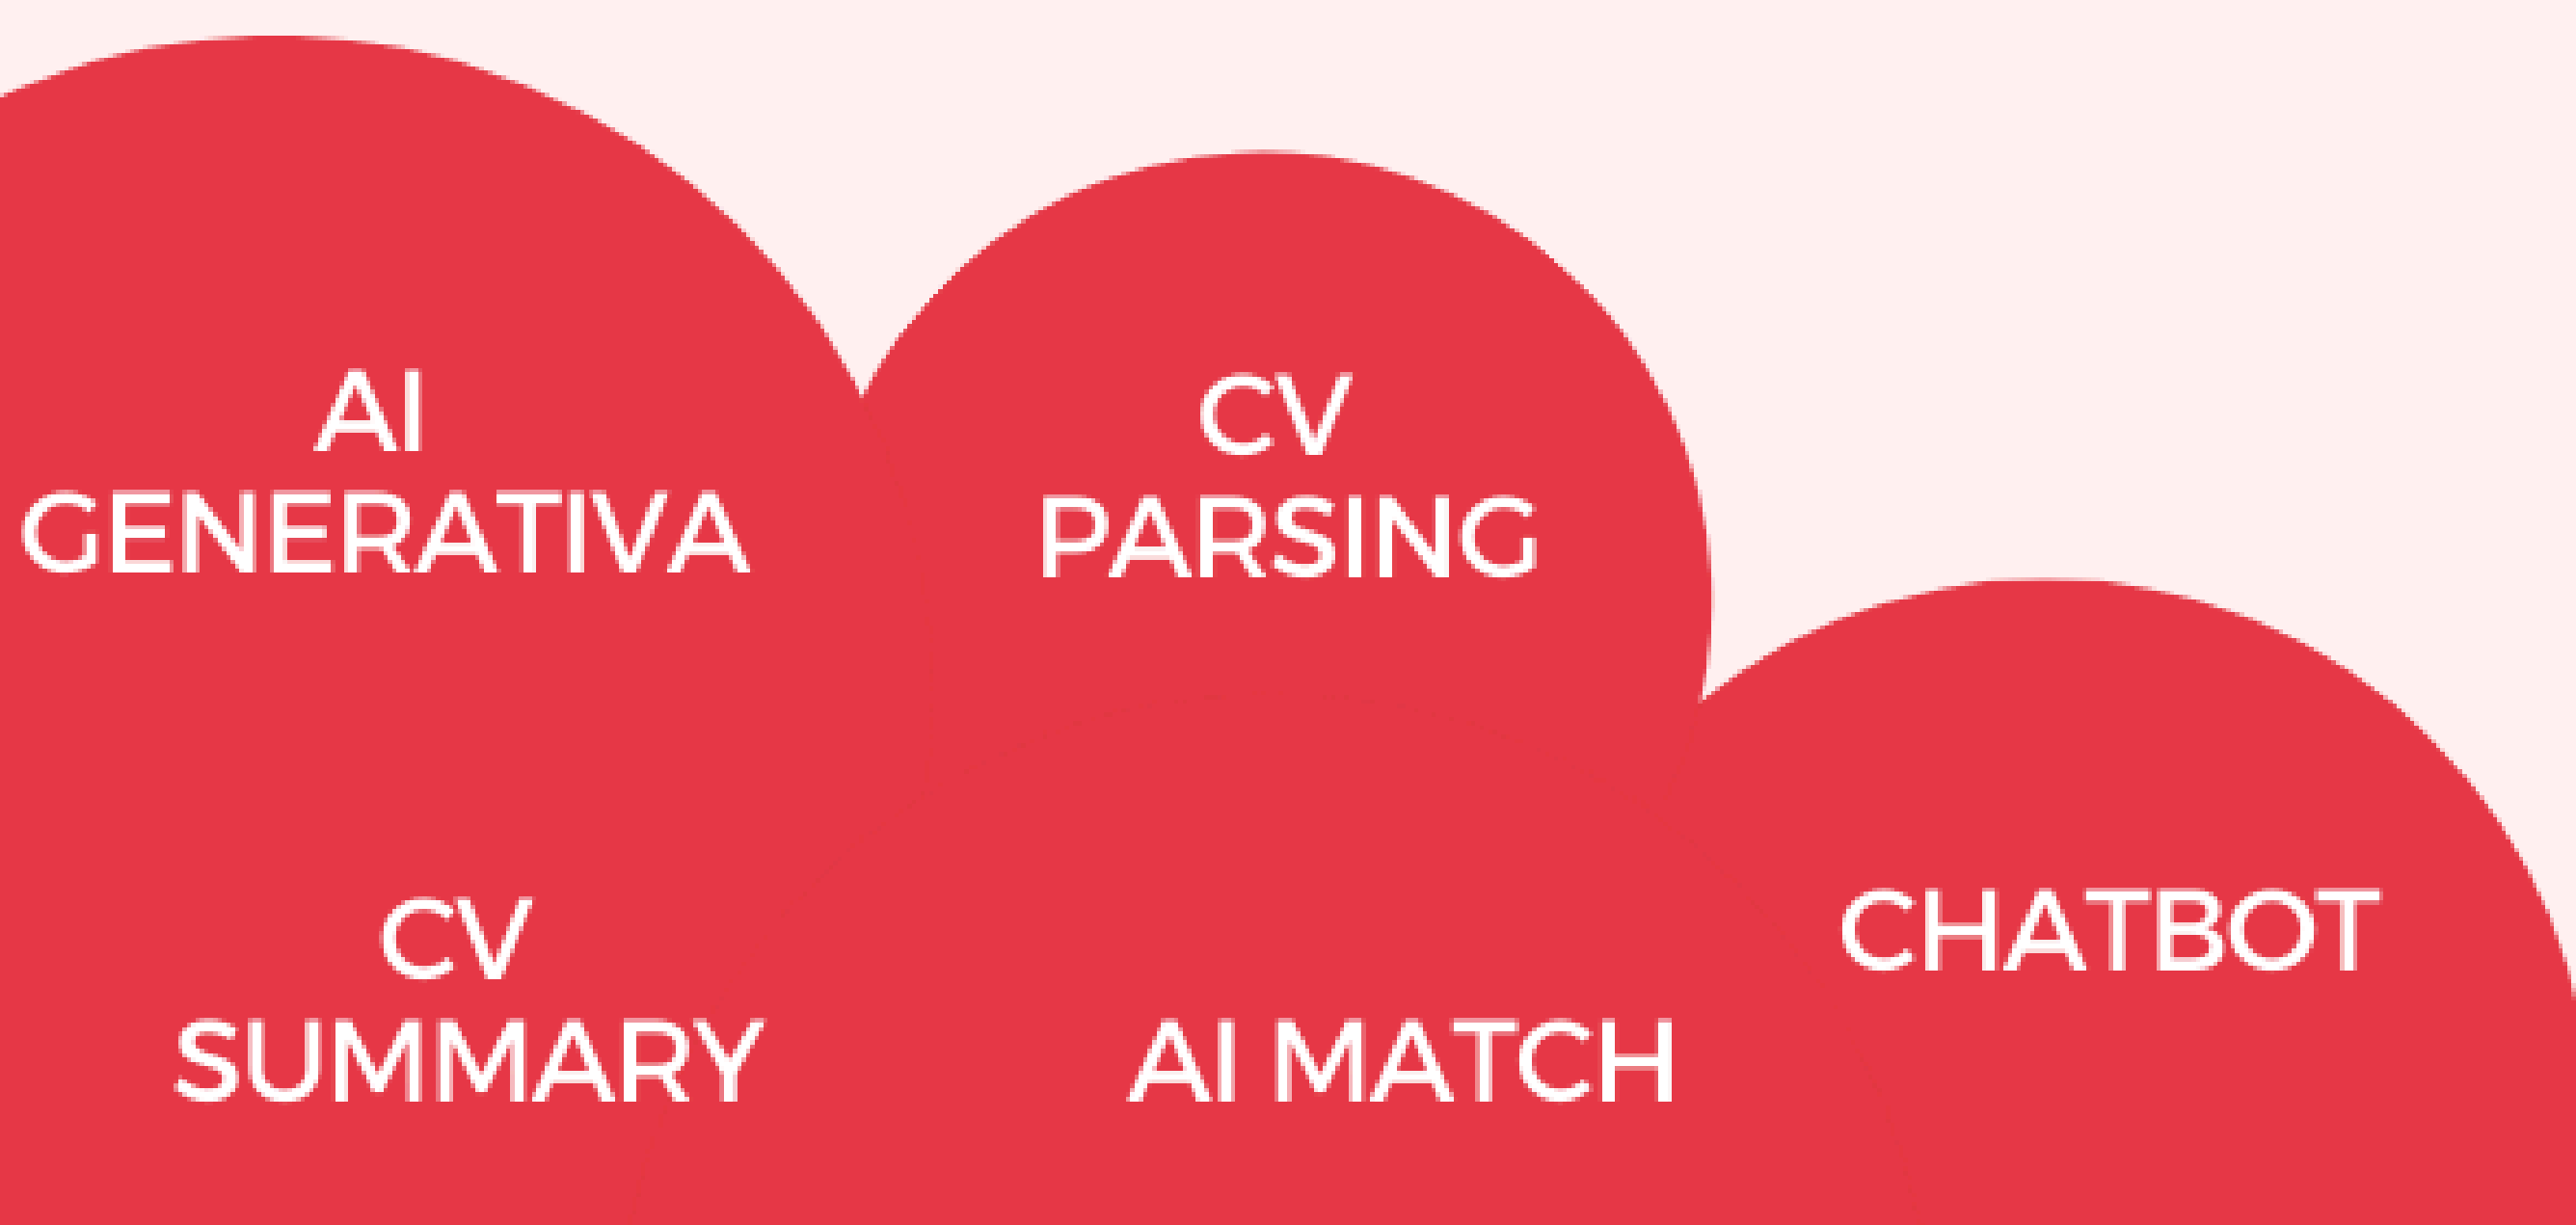 AI
GENERATIVA
CV
PARSING
CV
SUMMARY
AI MATCH
CHATBOT